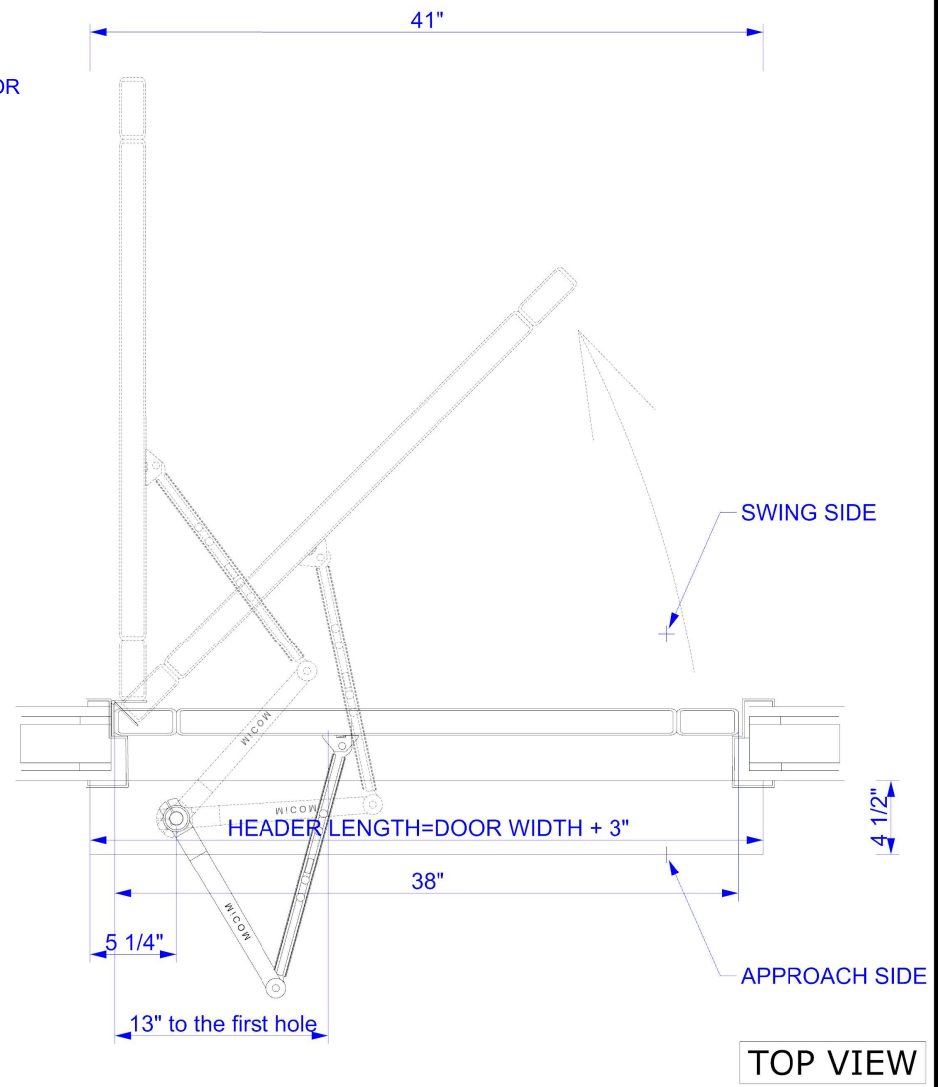 41"
OR
SWING SIDE
MiCOM
MiCOM
HEADER LENGTH=DOOR WIDTH + 3"
4 1/2"
38"
MiCOM
5 1/4"
APPROACH SIDE
13" to the first hole
TOP VIEW